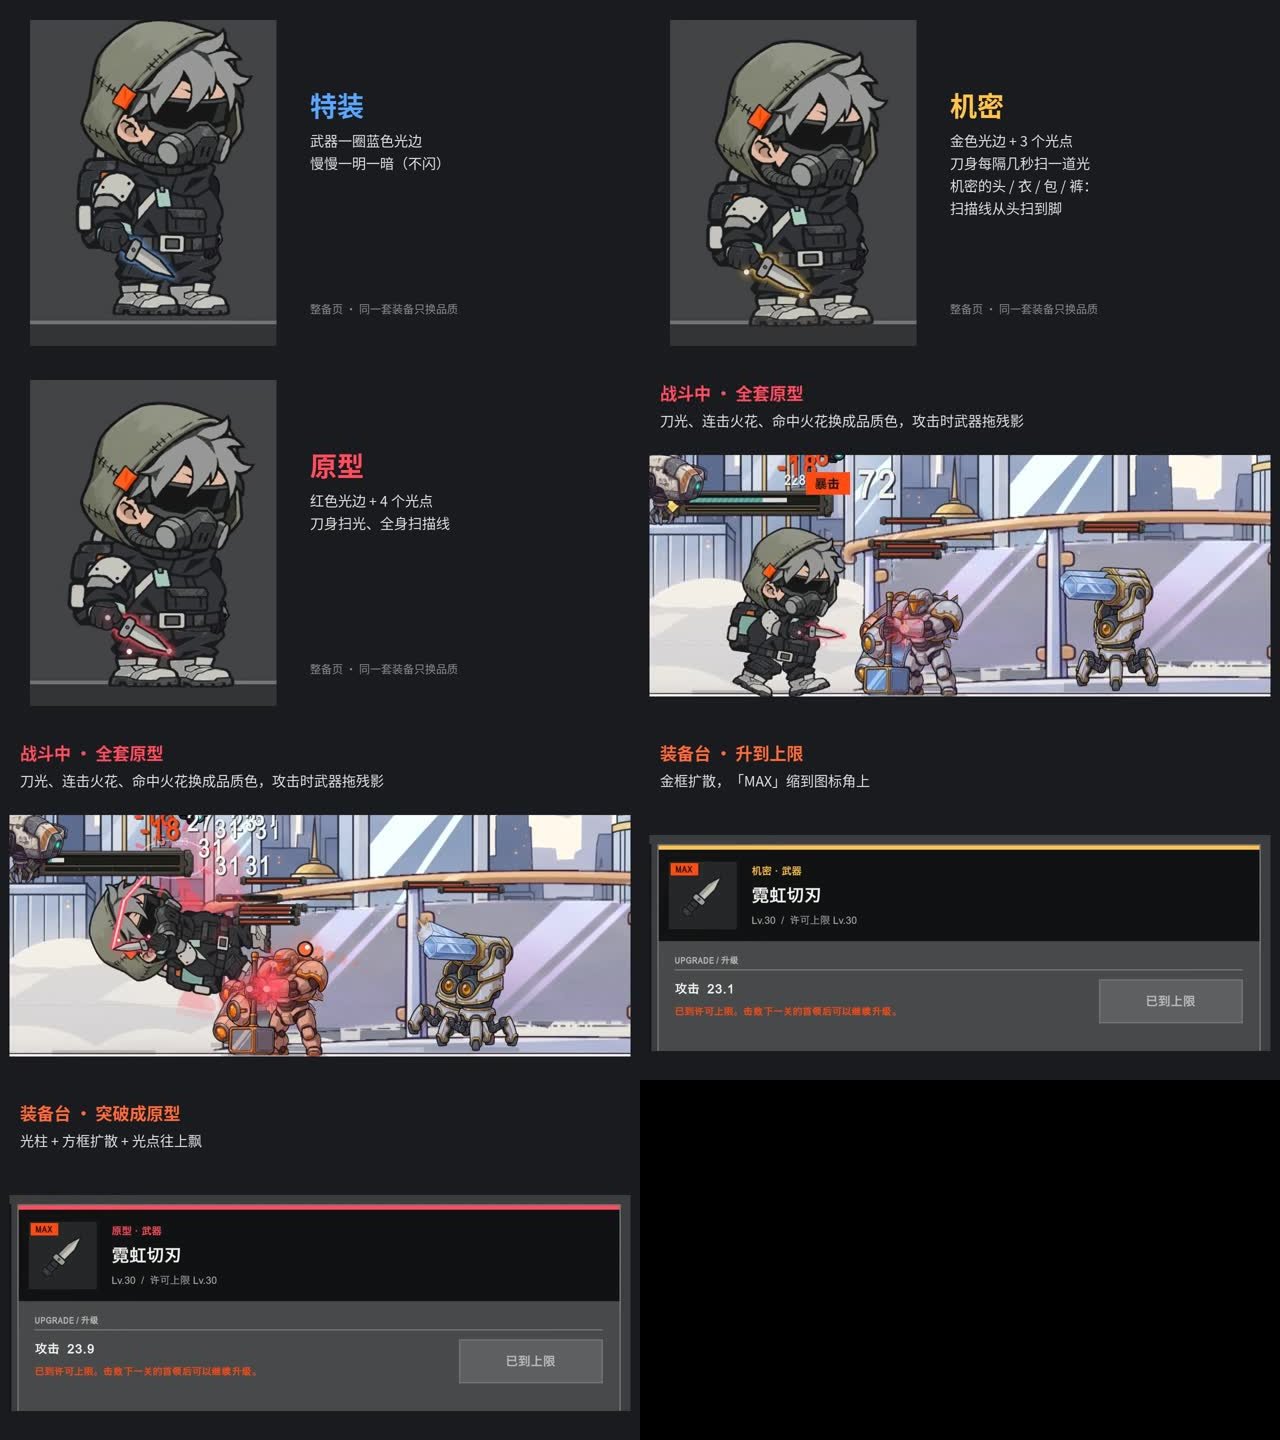 特装
武器一圈蓝色光边
慢慢一明一暗（不闪）
整备页 · 同一套装备只换品质
机密
金色光边 + 3 个光点
刀身每隔几秒扫一道光
机密的头 / 衣 / 包 / 裤：
扫描线从头扫到脚
整备页 · 同一套装备只换品质
原型
红色光边 + 4 个光点
刀身扫光、全身扫描线
整备页 · 同一套装备只换品质
战斗中 · 全套原型
刀光、连击火花、命中火花换成品质色，攻击时武器拖残影
-18
228
暴击
72
战斗中 · 全套原型
刀光、连击火花、命中火花换成品质色，攻击时武器拖残影
-18
31
31
31 31
装备台 · 升到上限
金框扩散，「MAX」缩到图标角上
MAX
机密 · 武器
霓虹切刃
Lv.30 / 许可上限 Lv.30
UPGRADE / 升级
攻击 23.1
已到许可上限。击败下一关的首领后可以继续升级。
已到上限
装备台 · 突破成原型
光柱 + 方框扩散 + 光点往上飘
MAX
原型 · 武器
霓虹切刃
Lv.30 / 许可上限 Lv.30
UPGRADE / 升级
攻击 23.9
已到许可上限。击败下一关的首领后可以继续升级。
已到上限